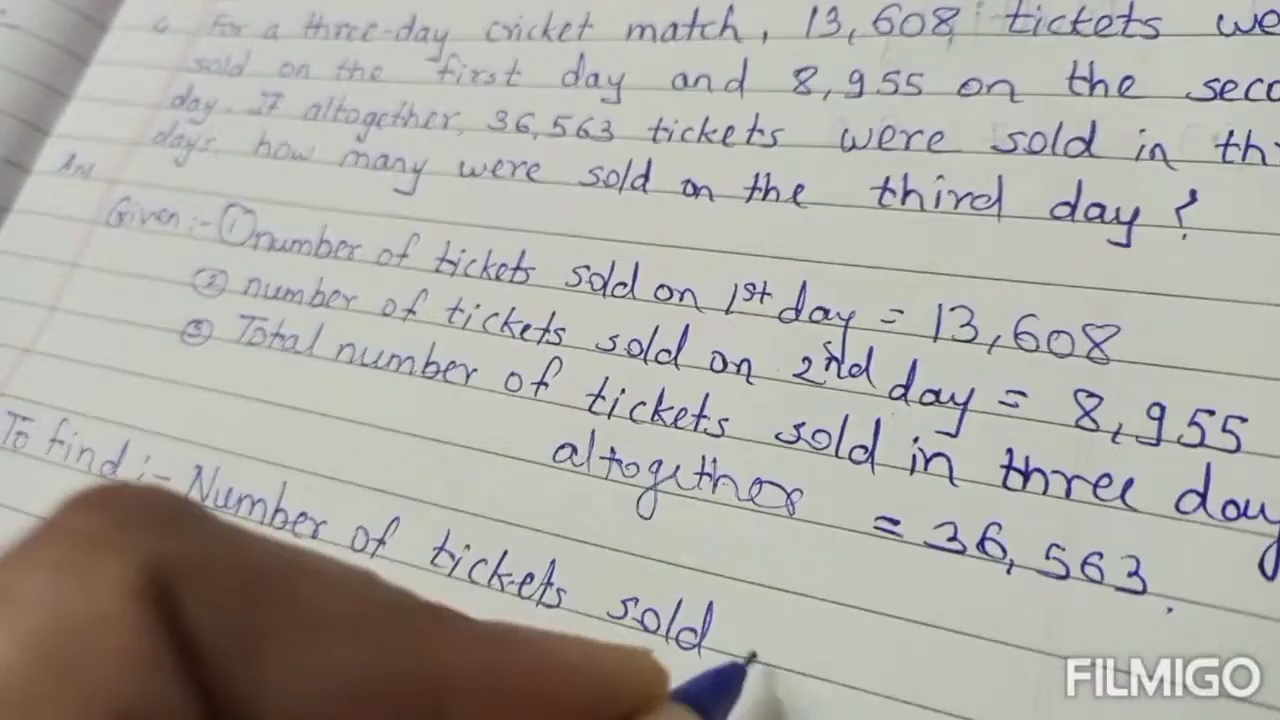 4. For a three-day cricket match, 13,608 tickets we
sold on the first day and 8,955 on the seco
day. If altogether, 36,563 tickets were sold in th
days, how many were sold on the third day ?
Ans
Given :- ① number of tickets sold on 1st day = 13,608
② number of tickets sold on 2nd day = 8,955
③ Total number of tickets sold in three day
altogether = 36,563.
To find :- Number of tickets sold
FILMIGO